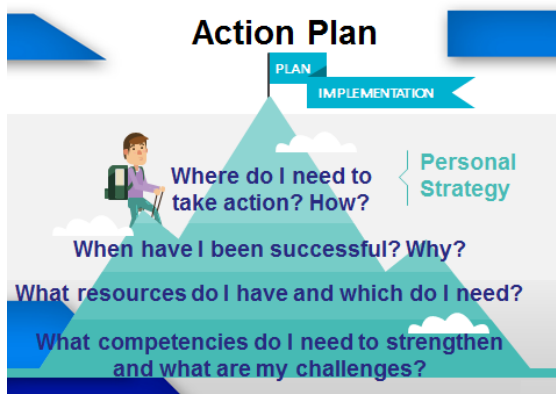 Action Plan
PLAN
IMPLEMENTATION
Where do I need to
take action? How?
Personal
Strategy
When have I been successful? Why?
What resources do I have and which do I need?
What competencies do I need to strengthen
and what are my challenges?